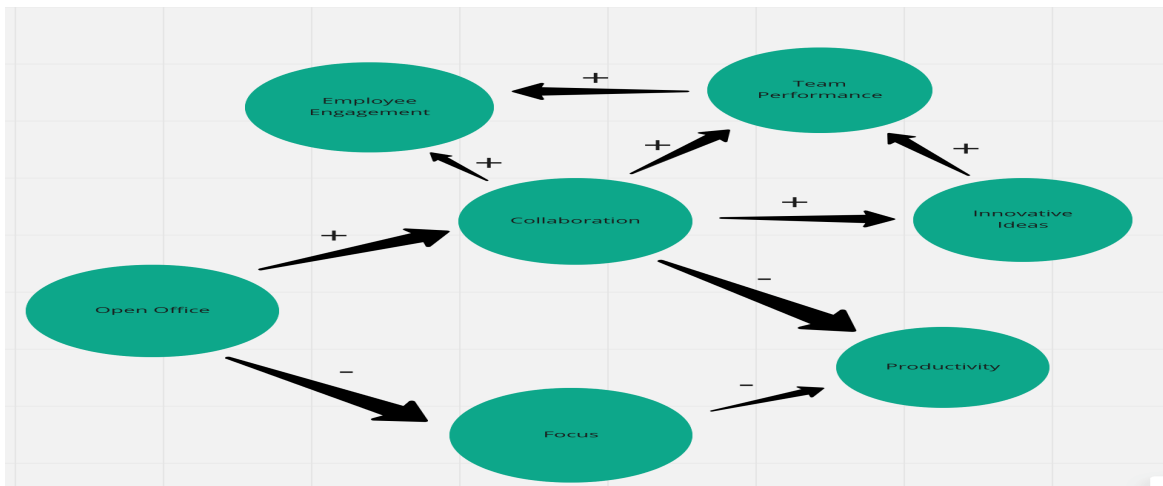 Team
Performance
+
Employee
Engagement
+
+
+
+
Collaboration
Innovative
Ideas
+
Open Office
-
-
Productivity
-
Focus